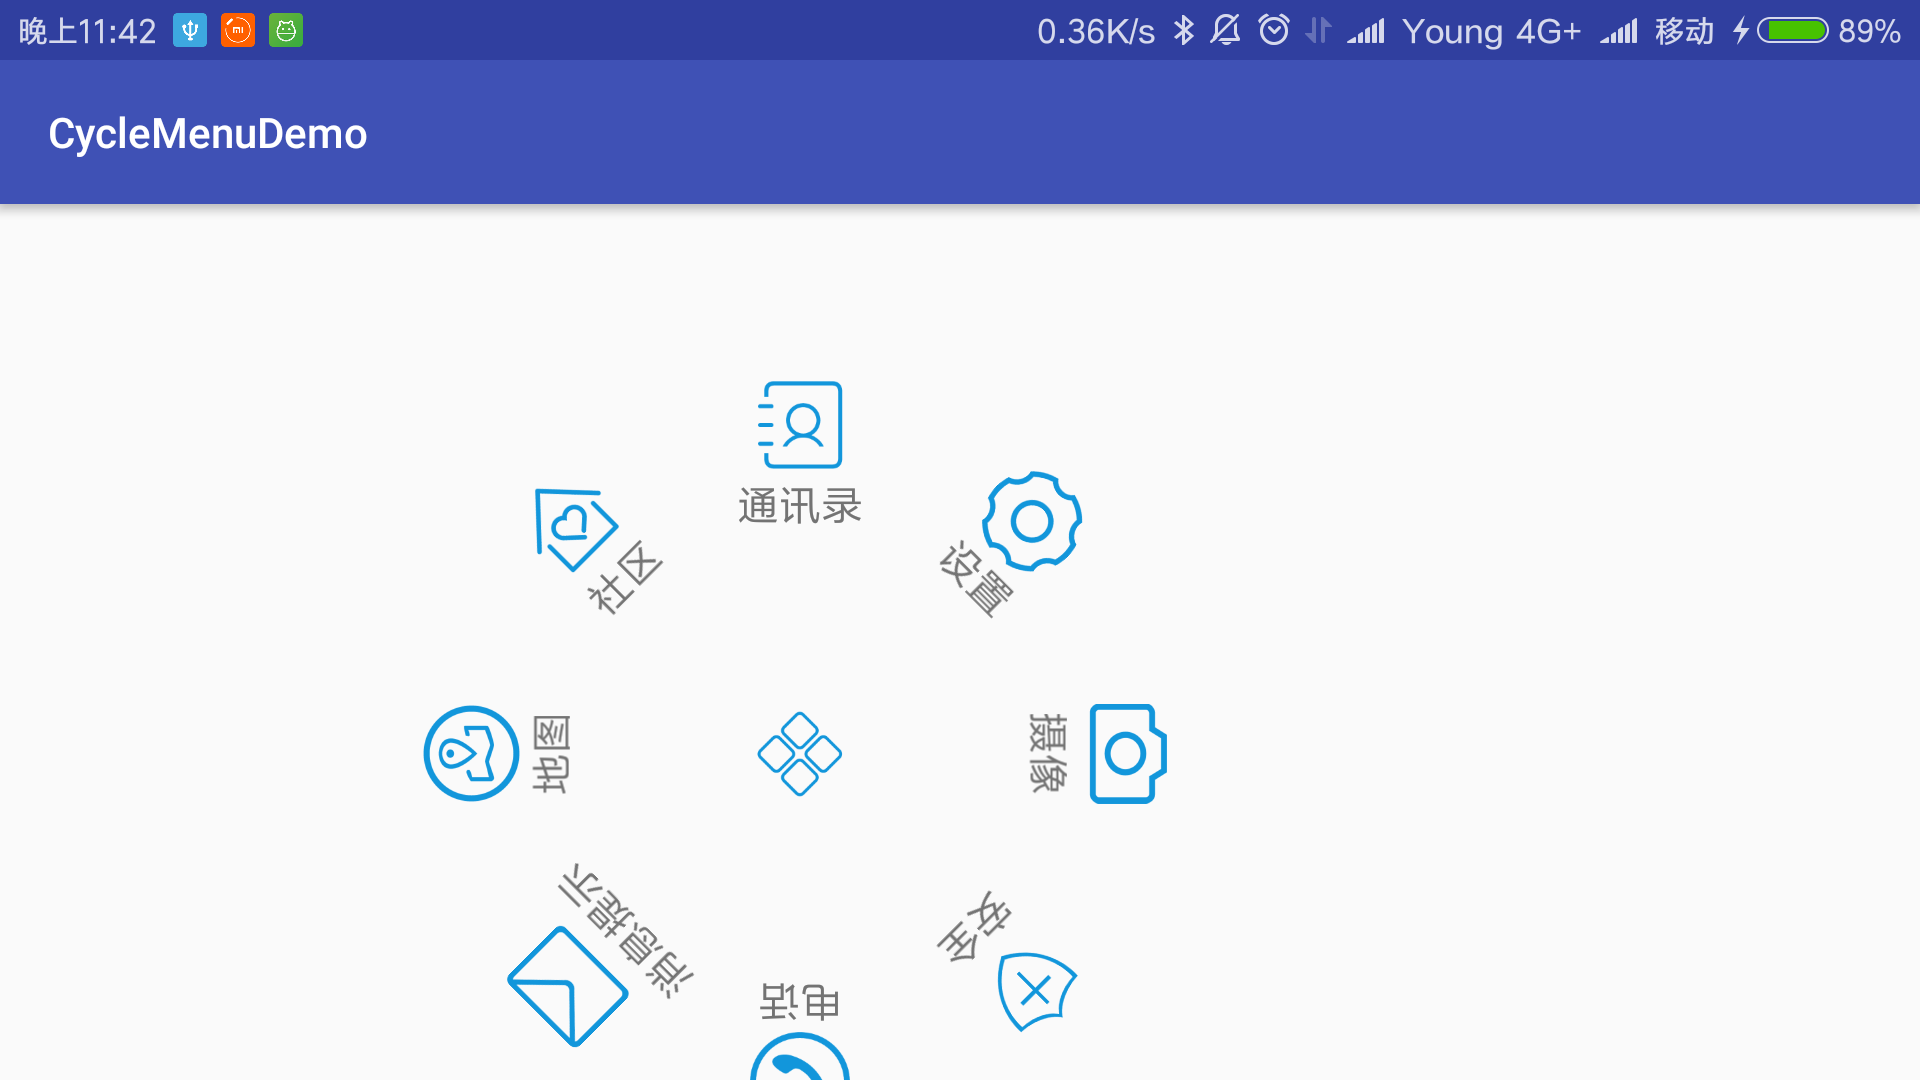 晚上11:42
0.36K/s
Young 4G+
移动
89%
CycleMenuDemo
通讯录
社区
设置
地图
摄像
消息提示
安全
电话